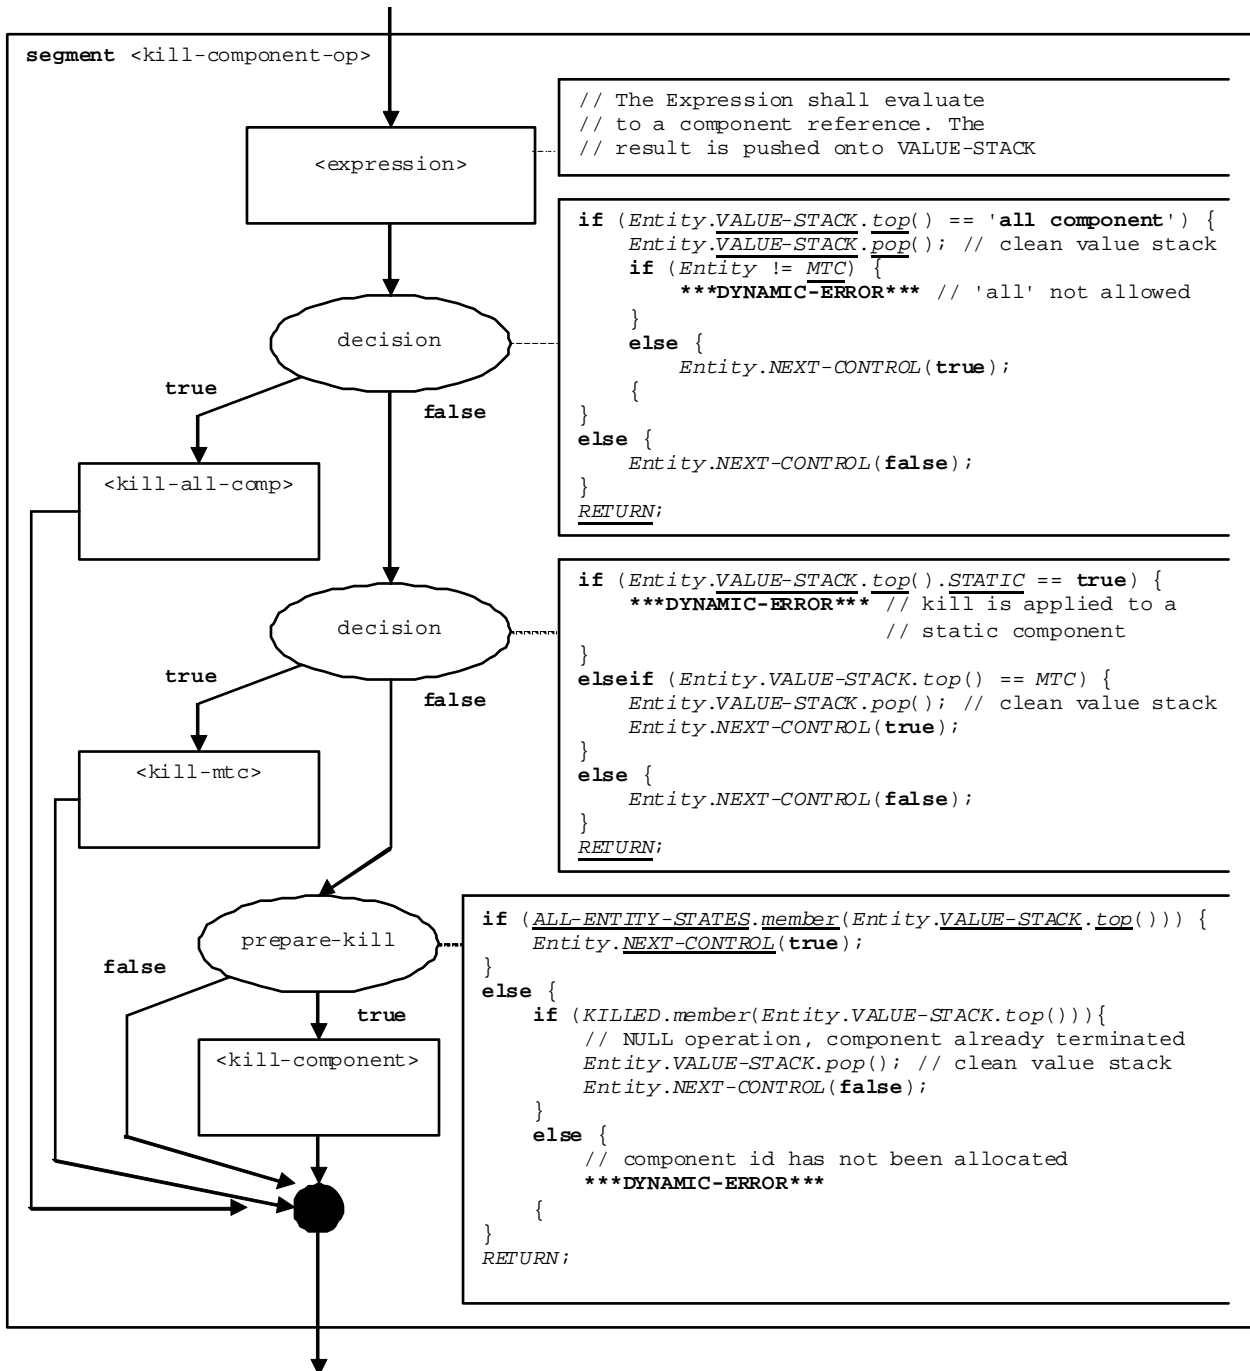 segment <kill-component-op>
// The Expression shall evaluate
// to a component reference. The
// result is pushed onto VALUE-STACK
<expression>
if (Entity.VALUE-STACK.top() == 'all component') {
Entity.VALUE-STACK.pop(); // clean value stack
if (Entity != MTC) {
***DYNAMIC-ERROR*** // 'all' not allowed
}
else {
Entity.NEXT-CONTROL(true);
{
}
else {
Entity.NEXT-CONTROL(false);
}
RETURN;
decision
true
false
<kill-all-comp>
if (Entity.VALUE-STACK.top().STATIC == true) {
***DYNAMIC-ERROR*** // kill is applied to a
// static component
}
elseif (Entity.VALUE-STACK.top() == MTC) {
Entity.VALUE-STACK.pop(); // clean value stack
Entity.NEXT-CONTROL(true);
}
else {
Entity.NEXT-CONTROL(false);
}
RETURN;
decision
true
false
<kill-mtc>
if (ALL-ENTITY-STATES.member(Entity.VALUE-STACK.top())) {
Entity.NEXT-CONTROL(true);
}
else {
if (KILLED.member(Entity.VALUE-STACK.top())){
// NULL operation, component already terminated
Entity.VALUE-STACK.pop(); // clean value stack
Entity.NEXT-CONTROL(false);
}
else {
// component id has not been allocated
***DYNAMIC-ERROR***
{
}
RETURN;
prepare-kill
false
true
<kill-component>